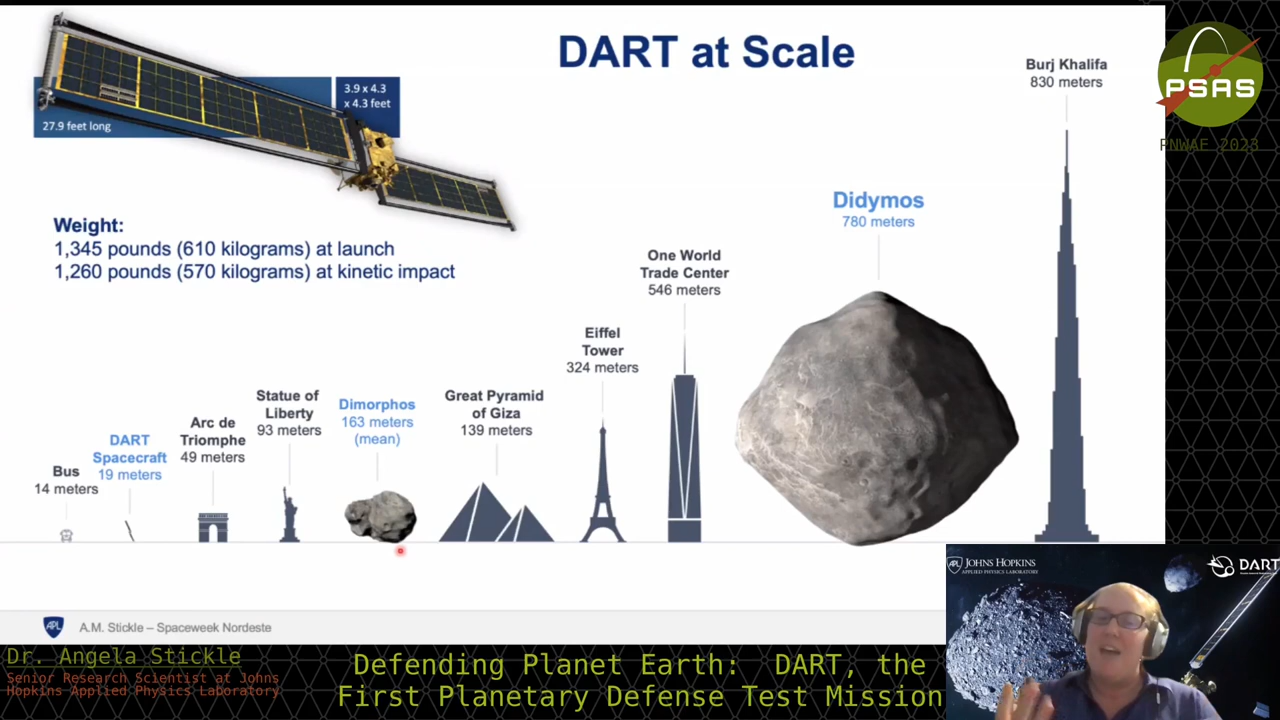 DART at Scale
3.9 x 4.3
x 4.3 feet
27.9 feet long
Weight:
1,345 pounds (610 kilograms) at launch
1,260 pounds (570 kilograms) at kinetic impact
Bus
14 meters
DART
Spacecraft
19 meters
Arc de
Triomphe
49 meters
Statue of
Liberty
93 meters
Dimorphos
163 meters
(mean)
Great Pyramid
of Giza
139 meters
Eiffel
Tower
324 meters
One World
Trade Center
546 meters
Didymos
780 meters
Burj Khalifa
830 meters
PSAS
PNWAE 2023
APL
A.M. Stickle – Spaceweek Nordeste
APL
JOHNS HOPKINS
APPLIED PHYSICS LABORATORY
DART
Dr. Angela Stickle
Senior Research Scientist at Johns
Hopkins Applied Physics Laboratory
Defending Planet Earth: DART, the
First Planetary Defense Test Mission